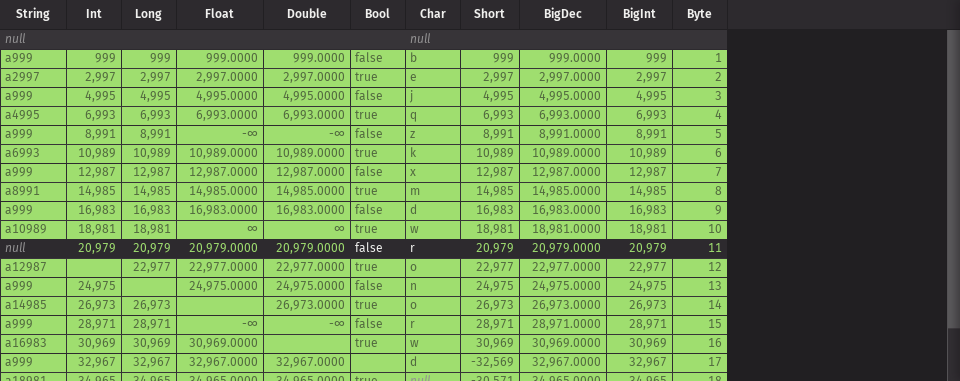 String Int Long Float Double Bool Char Short BigDec BigInt Byte
null null
a999 999 999 999.0000 999.0000 false b 999 999.0000 999 1
a2997 2,997 2,997 2,997.0000 2,997.0000 true e 2,997 2,997.0000 2,997 2
a999 4,995 4,995 4,995.0000 4,995.0000 false j 4,995 4,995.0000 4,995 3
a4995 6,993 6,993 6,993.0000 6,993.0000 true q 6,993 6,993.0000 6,993 4
a999 8,991 8,991 -∞ -∞ false z 8,991 8,991.0000 8,991 5
a6993 10,989 10,989 10,989.0000 10,989.0000 true k 10,989 10,989.0000 10,989 6
a999 12,987 12,987 12,987.0000 12,987.0000 false x 12,987 12,987.0000 12,987 7
a8991 14,985 14,985 14,985.0000 14,985.0000 true m 14,985 14,985.0000 14,985 8
a999 16,983 16,983 16,983.0000 16,983.0000 false d 16,983 16,983.0000 16,983 9
a10989 18,981 18,981 ∞ ∞ true w 18,981 18,981.0000 18,981 10
null 20,979 20,979 20,979.0000 20,979.0000 false r 20,979 20,979.0000 20,979 11
a12987 22,977 22,977.0000 22,977.0000 true o 22,977 22,977.0000 22,977 12
a999 24,975 24,975.0000 24,975.0000 false n 24,975 24,975.0000 24,975 13
a14985 26,973 26,973 26,973.0000 true o 26,973 26,973.0000 26,973 14
a999 28,971 28,971 -∞ -∞ false r 28,971 28,971.0000 28,971 15
a16983 30,969 30,969 30,969.0000 true w 30,969 30,969.0000 30,969 16
a999 32,967 32,967 32,967.0000 32,967.0000 d -32,569 32,967.0000 32,967 17
a18981 34,965 34,965 34,965.0000 34,965.0000 true null -30,571 34,965.0000 34,965 18